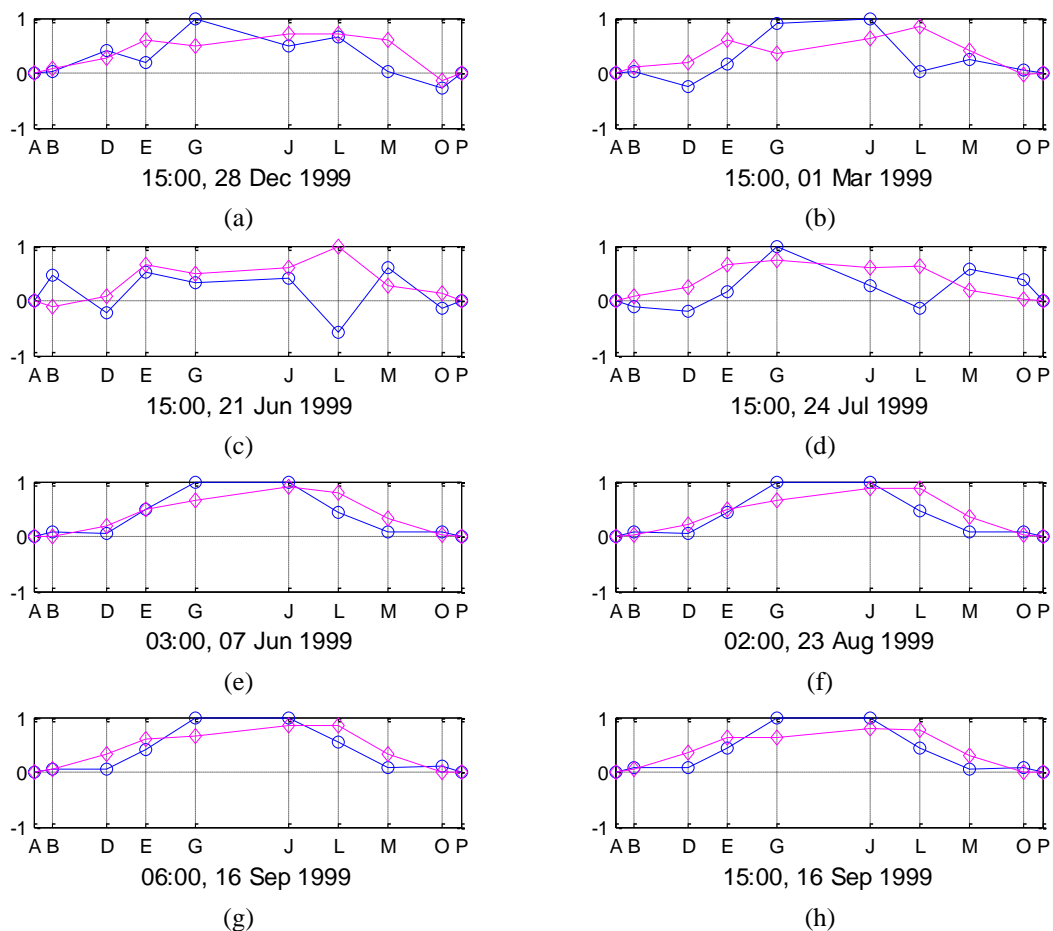 1
0
-1
A B D E G J L M O P
15:00, 28 Dec 1999
(a)
1
0
-1
A B D E G J L M O P
15:00, 01 Mar 1999
(b)
1
0
-1
A B D E G J L M O P
15:00, 21 Jun 1999
(c)
1
0
-1
A B D E G J L M O P
15:00, 24 Jul 1999
(d)
1
0
-1
A B D E G J L M O P
03:00, 07 Jun 1999
(e)
1
0
-1
A B D E G J L M O P
02:00, 23 Aug 1999
(f)
1
0
-1
A B D E G J L M O P
06:00, 16 Sep 1999
(g)
1
0
-1
A B D E G J L M O P
15:00, 16 Sep 1999
(h)